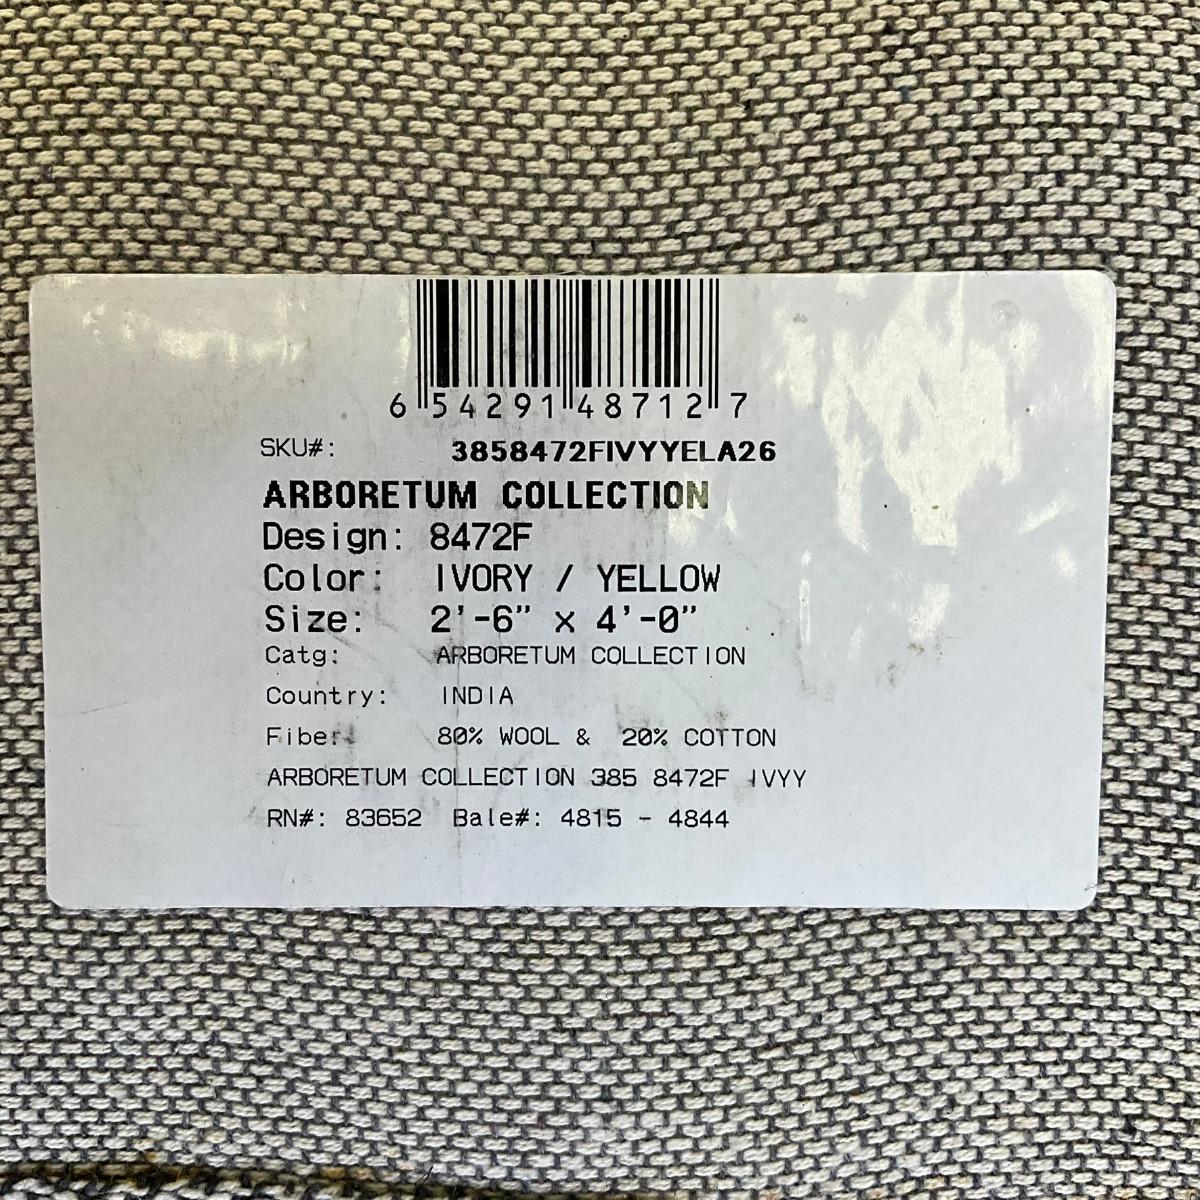 6 54291 48712 7
SKU#: 3858472FIVYYELA26
ARBORETUM COLLECTION
Design: 8472F
Color: IVORY / YELLOW
Size: 2'-6" x 4'-0"
Catg: ARBORETUM COLLECTION
Country: INDIA
Fiber: 80% WOOL & 20% COTTON
ARBORETUM COLLECTION 385 8472F IVYY
RN#: 83652 Bale#: 4815 - 4844